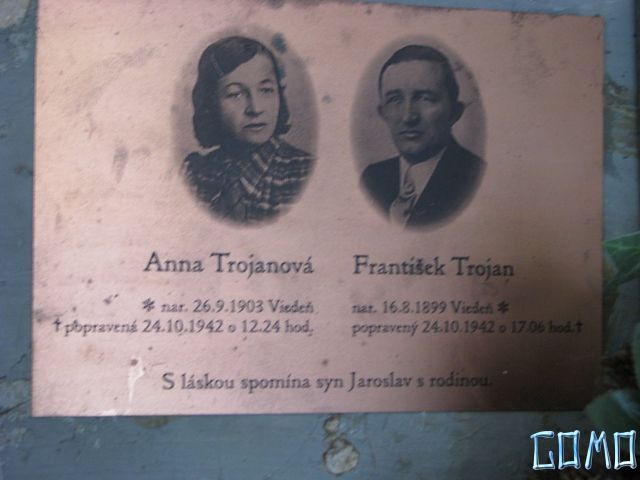 Anna Trojanová František Trojan
* nar. 26.9.1903 Viedeň nar. 16.8.1899 Viedeň *
† popravená 24.10.1942 o 12.24 hod. popravený 24.10.1942 o 17.06 hod. †
S láskou spomína syn Jaroslav s rodinou.
COMO